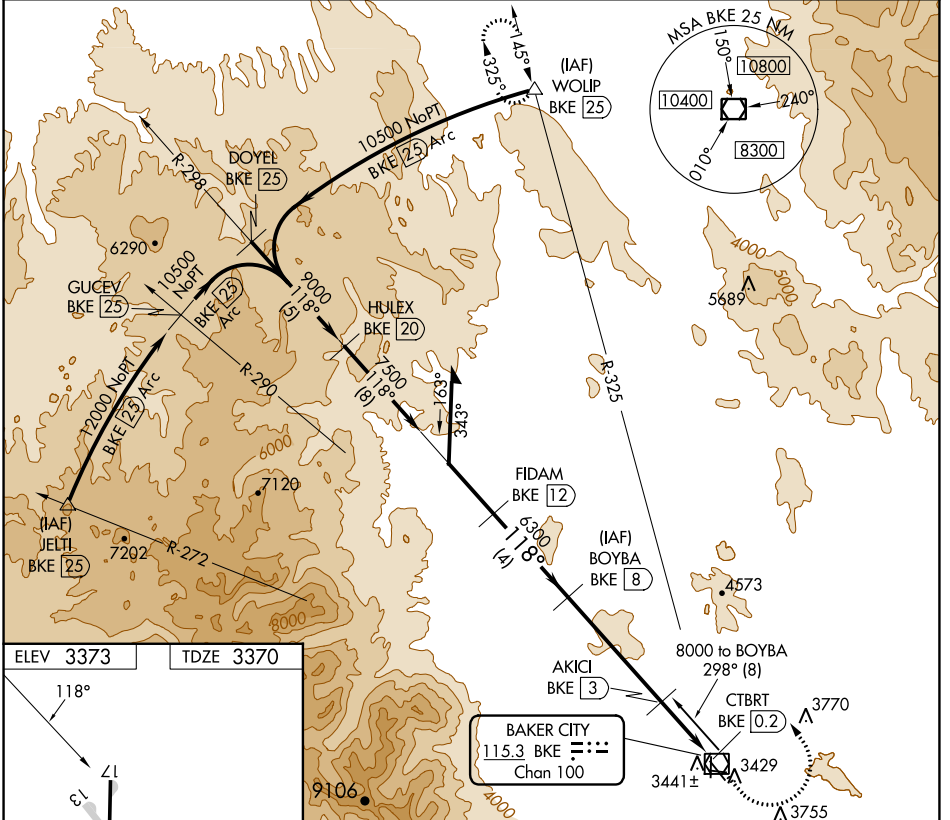 MSA BKE 25 NM
150°
10800
10400
240°
010°
8300
145°
325°
(IAF)
WOLIP
BKE 25
10500 NoPT
BKE 25 Arc
R-298
DOYEL
BKE 25
6290
GUCEV
BKE 25
10500
NoPT
BKE 25
Arc
9000
118°
(5)
HULEX
BKE 20
4000
5000
5689
12000 NoPT
BKE 25 Arc
R-290
7500
118°
(8)
163°
343°
R-325
6000
7120
FIDAM
BKE 12
(IAF)
JELTI
BKE 25
7202
R-272
6300
118°
(4)
(IAF)
BOYBA
BKE 8
4573
8000
ELEV 3373
TDZE 3370
118°
17
13
AKICI
BKE 3
8000 to BOYBA
298° (8)
CTBRT
BKE 0.2
3770
BAKER CITY
115.3 BKE
Chan 100
3441±
3429
3755
9106
4000